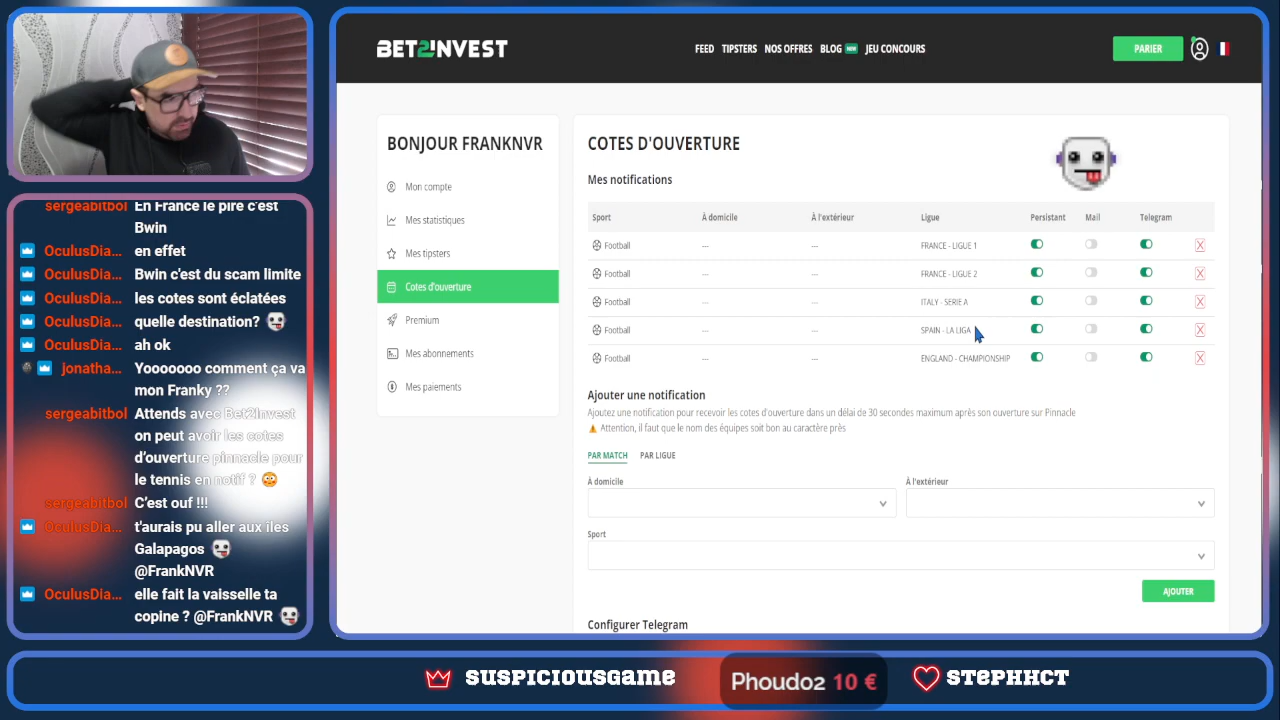 sergeabitbol En France le pire c'est
Bwin
OculusDia... en effet
OculusDia... Bwin c'est du scam limite
OculusDia... les cotes sont éclatées
OculusDia... quelle destination?
OculusDia... ah ok
jonatha... Yooooooo comment ça va
mon Franky ??
sergeabitbol Attends avec Bet2Invest
on peut avoir les cotes
d'ouverture pinnacle pour
le tennis en notif ?
sergeabitbol C'est ouf !!!
OculusDia... t'aurais pu aller aux iles
Galapagos
@FrankNVR
OculusDia... elle fait la vaisselle ta
copine ? @FrankNVR
BET2INVEST
FEED TIPSTERS NOS OFFRES BLOG NEW JEU CONCOURS
PARIER
BONJOUR FRANKNVR
Mon compte
Mes statistiques
Mes tipsters
Cotes d'ouverture
Premium
Mes abonnements
Mes paiements
COTES D'OUVERTURE
Mes notifications
Sport À domicile À l'extérieur Ligue Persistant Mail Telegram
Football --- --- FRANCE - LIGUE 1 X
Football --- --- FRANCE - LIGUE 2 X
Football --- --- ITALY - SERIE A X
Football --- --- SPAIN - LA LIGA X
Football --- --- ENGLAND - CHAMPIONSHIP X
Ajouter une notification
Ajoutez une notification pour recevoir les cotes d'ouverture dans un délai de 30 secondes maximum après son ouverture sur Pinnacle
Attention, il faut que le nom des équipes soit bon au caractère près
PAR MATCH PAR LIGUE
À domicile À l'extérieur
Sport
AJOUTER
Configurer Telegram
suspiciousgame Phoudo2 10 € stephhct